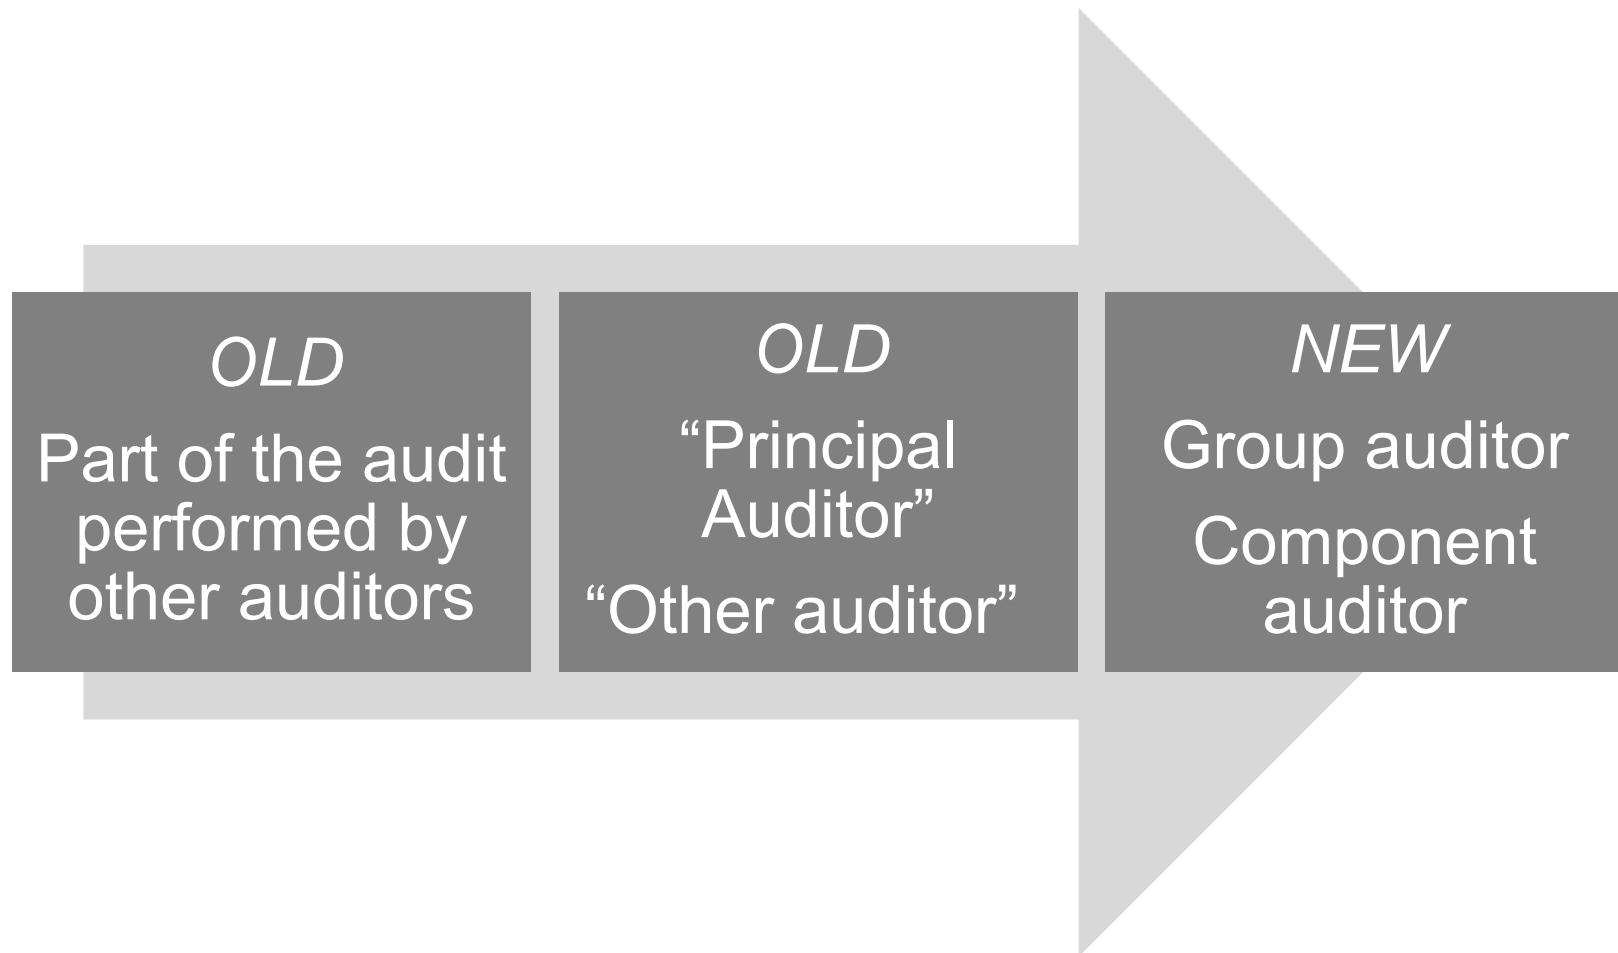 OLD
Part of the audit
performed by
other auditors
OLD
“Principal
Auditor”
“Other auditor”
NEW
Group auditor
Component
auditor